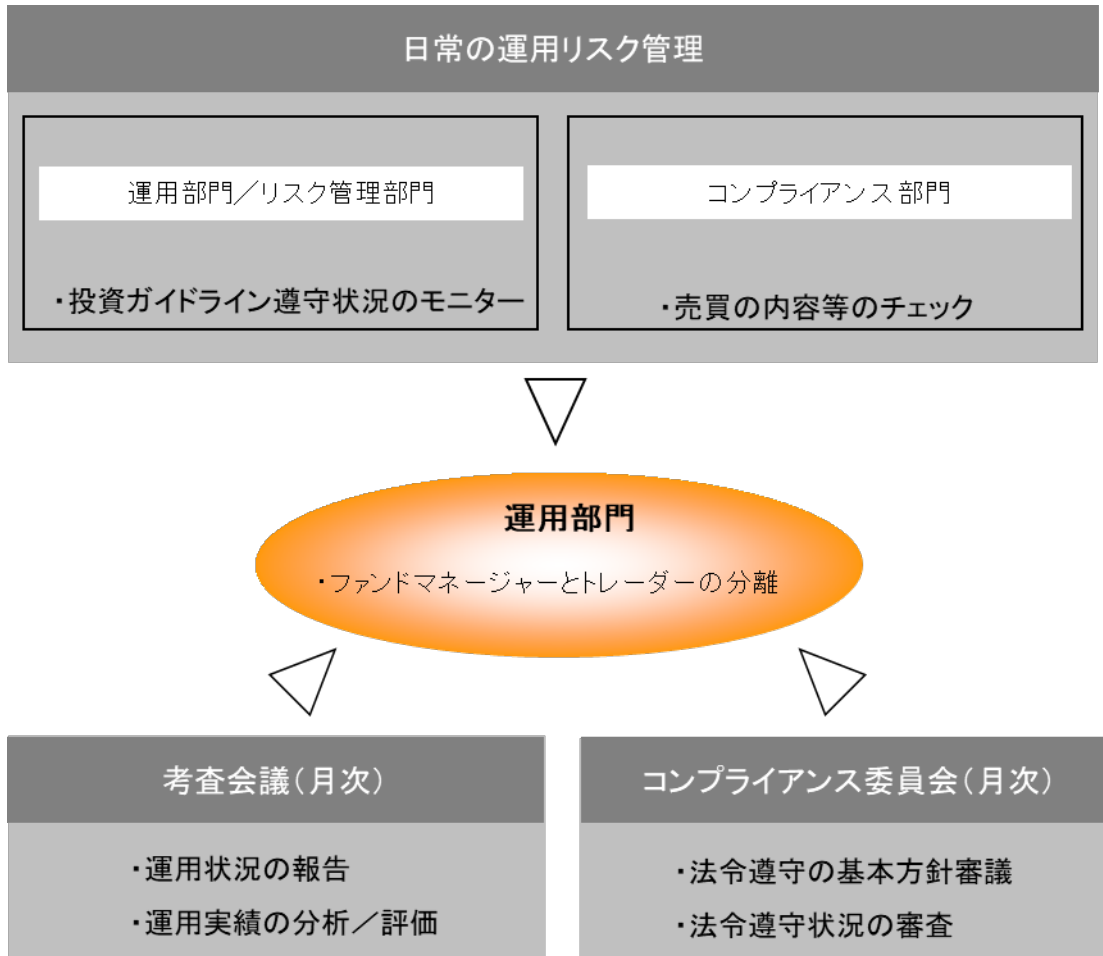 日常の運用リスク管理
運用部門／リスク管理部門
・投資ガイドライン遵守状況のモニター
コンプライアンス部門
・売買の内容等のチェック
運用部門
・ファンドマネージャーとトレーダーの分離
考査会議（月次）
・運用状況の報告
・運用実績の分析／評価
コンプライアンス委員会（月次）
・法令遵守の基本方針審議
・法令遵守状況の審査